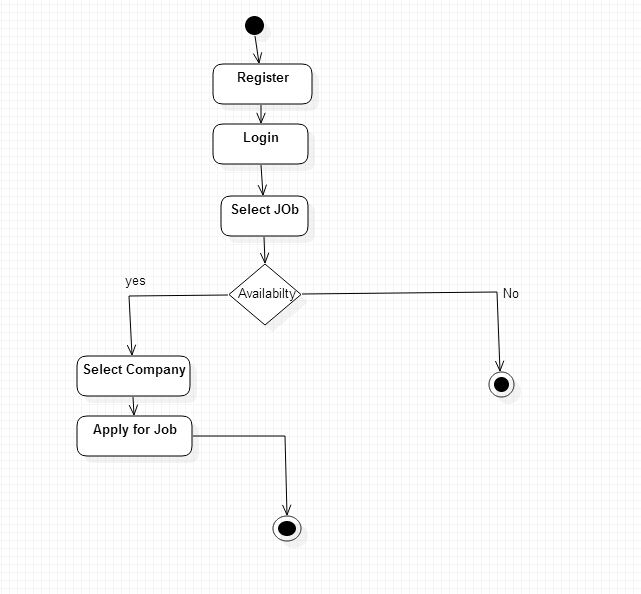 Register
Login
Select JOb
Availabilty
yes
No
Select Company
Apply for Job